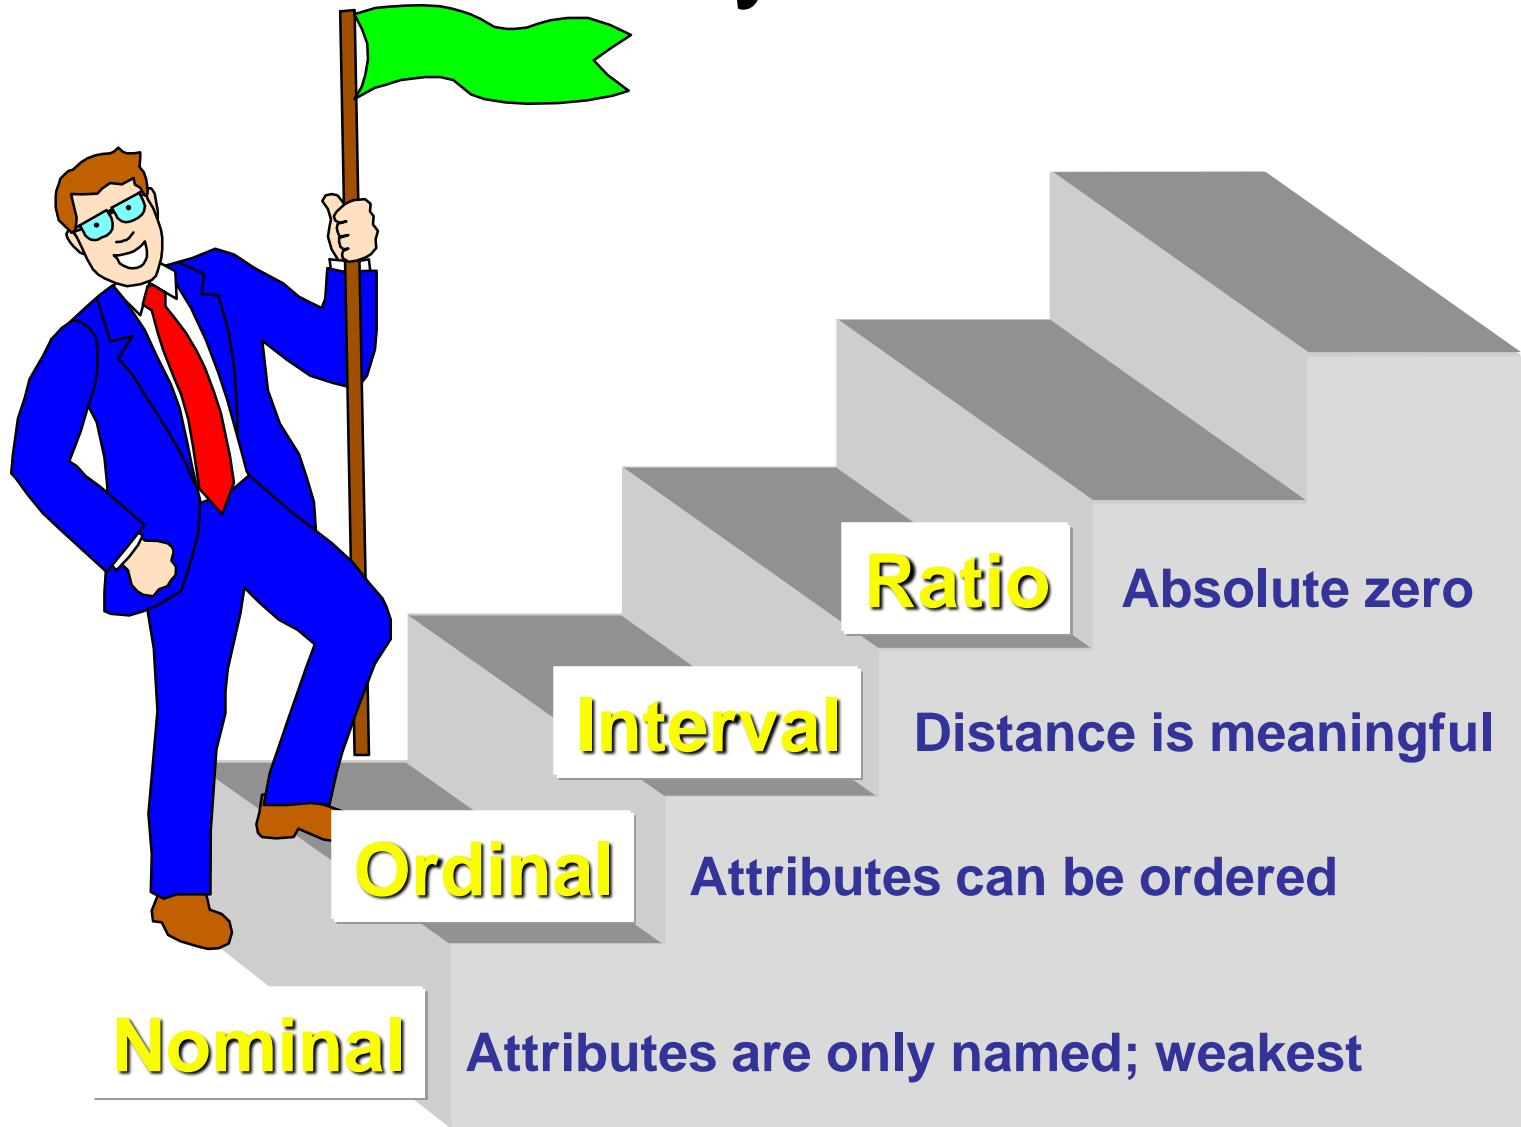 Ratio Absolute zero
Interval Distance is meaningful
Ordinal Attributes can be ordered
Nominal Attributes are only named; weakest